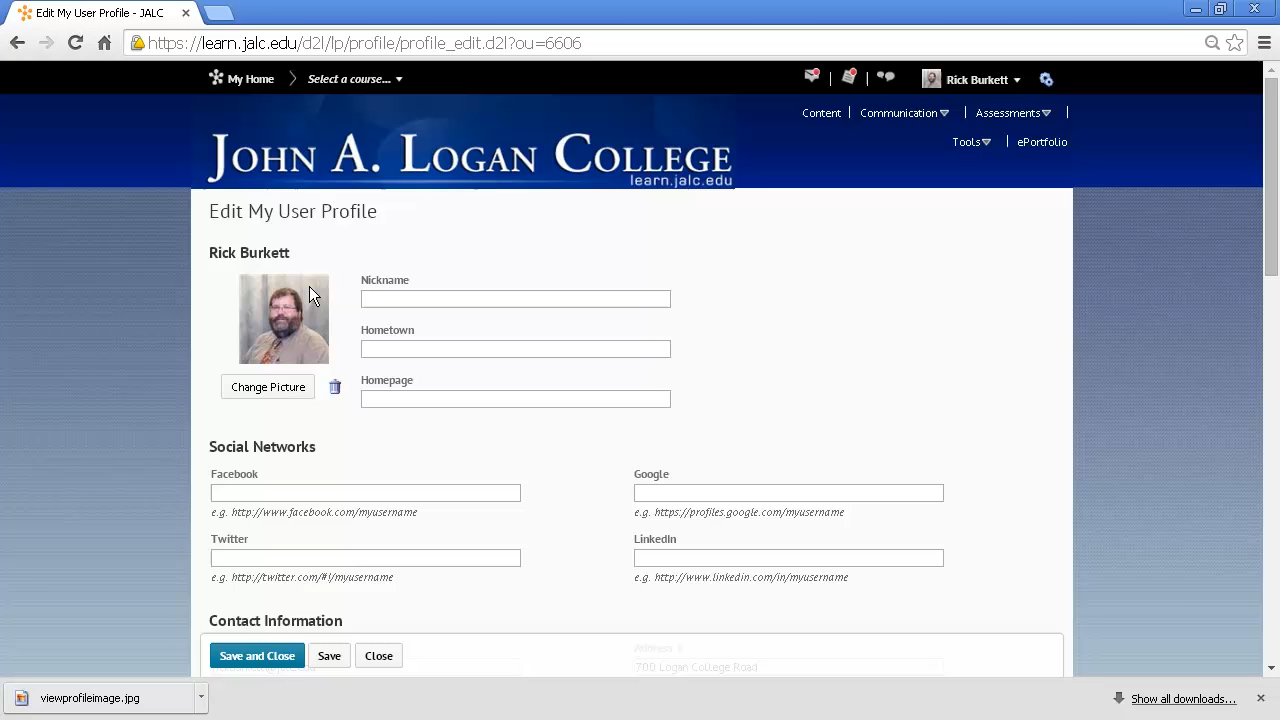 Edit My User Profile - JALC
https://learn.jalc.edu/d2l/lp/profile/profile_edit.d2l?ou=6606
My Home Select a course... Rick Burkett
Content Communication Assessments
Tools ePortfolio
JOHN A. LOGAN COLLEGE
learn.jalc.edu
Edit My User Profile
Rick Burkett
Nickname
Hometown
Change Picture
Homepage
Social Networks
Facebook Google
e.g. http://www.facebook.com/myusername e.g. https://profiles.google.com/myusername
Twitter LinkedIn
e.g. http://twitter.com/#!/myusername e.g. http://www.linkedin.com/in/myusername
Contact Information
Address 1
700 Logan College Road
Save and Close Save Close
viewprofileimage.jpg Show all downloads...